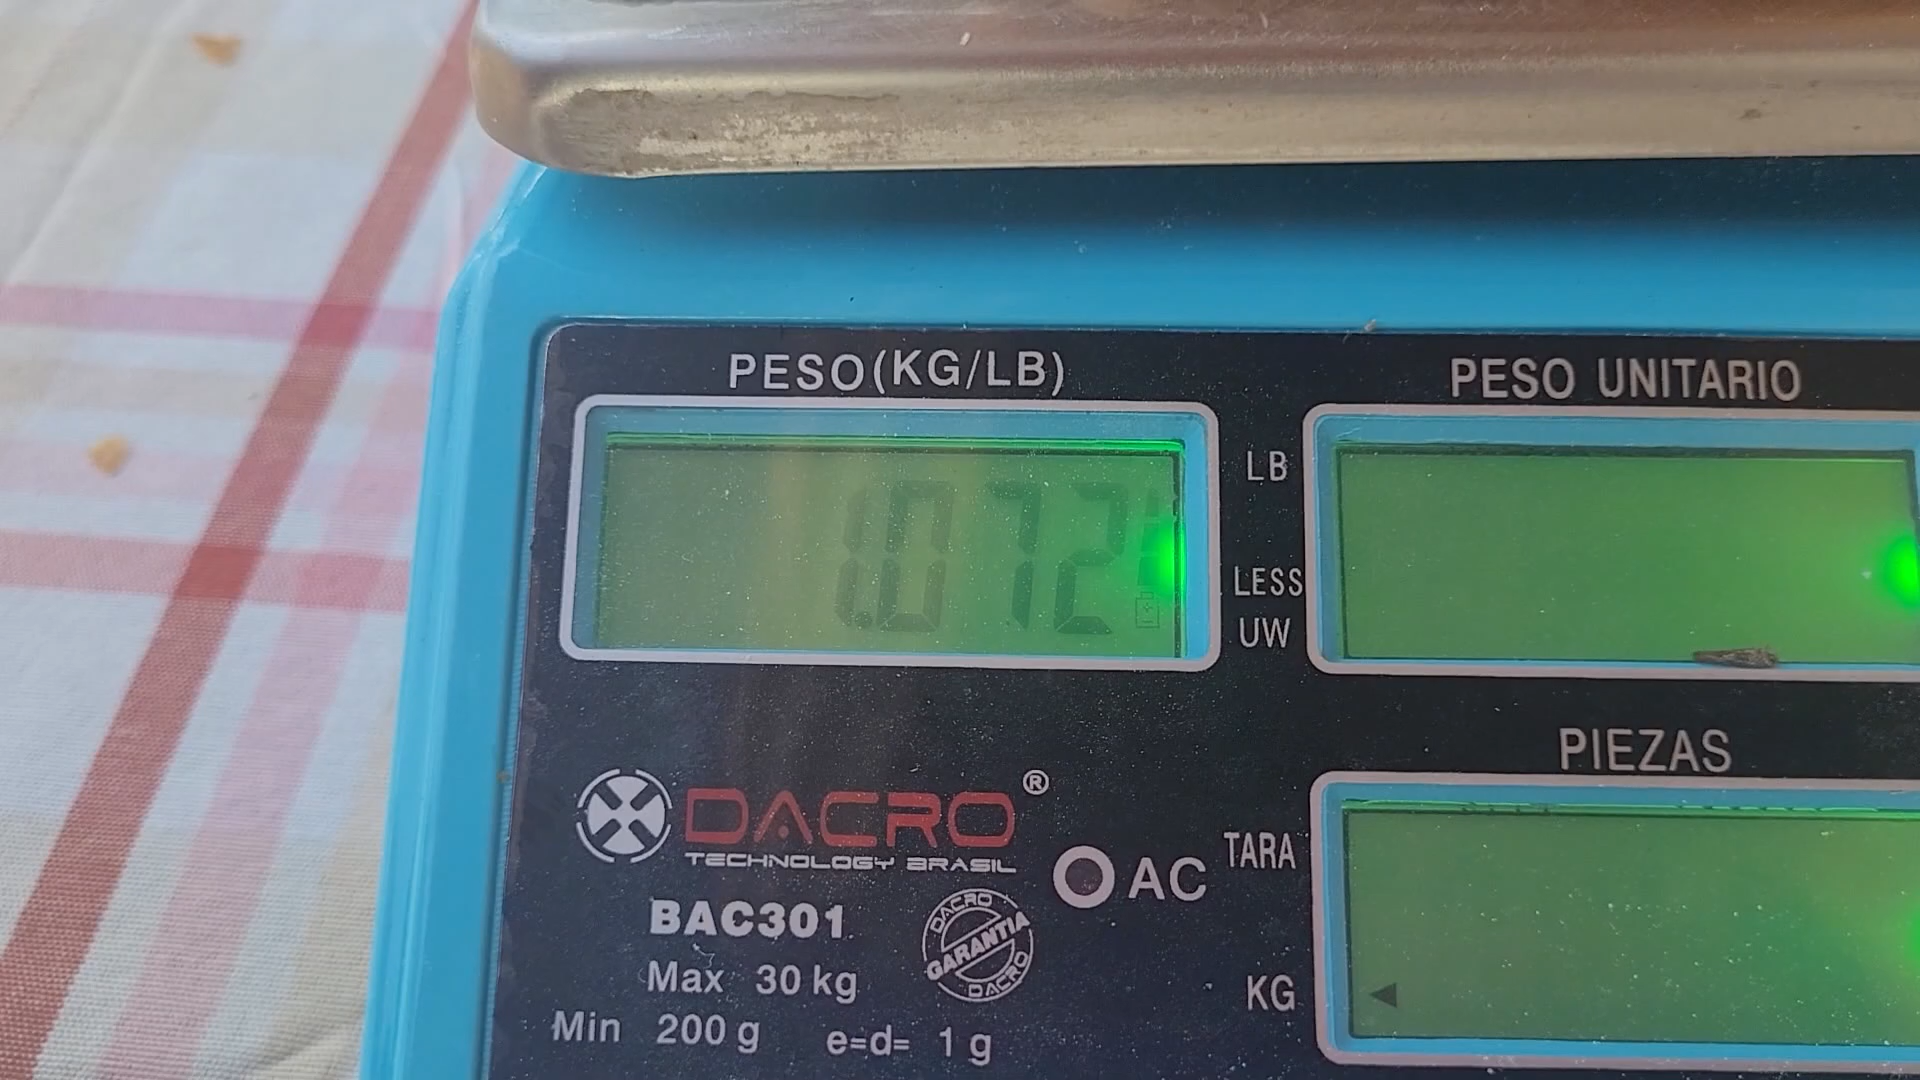 PESO(KG/LB)
PESO UNITARIO
1.072
LB
LESS
UW
PIEZAS
DACRO®
TECHNOLOGY BRASIL
AC
TARA
BAC301
DACRO
GARANTIA
DACRO
Max 30 kg
KG
Min 200 g e=d= 1 g